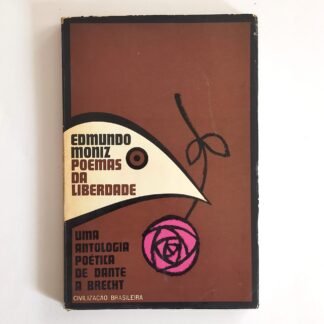 EDMUNDO
MONIZ
POEMAS
DA
LIBERDADE
UMA
ANTOLOGIA
POÉTICA
DE DANTE
A BRECHT
CIVILIZAÇÃO BRASILEIRA